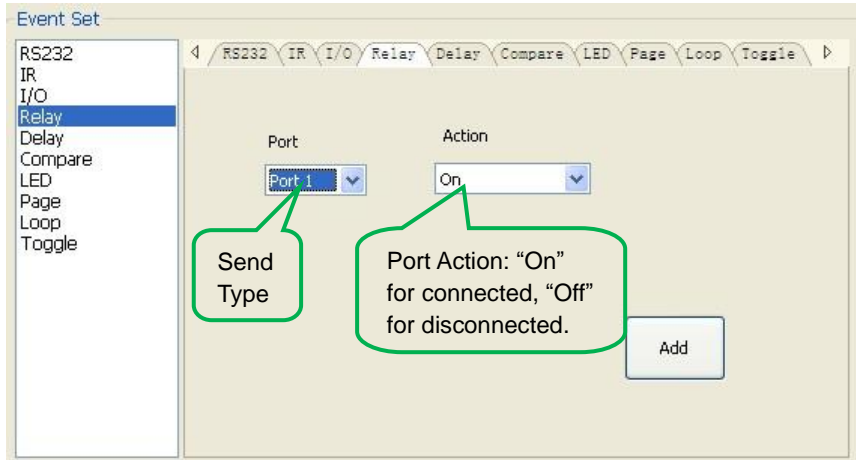 Event Set
RS232
IR
I/O
Relay
Delay
Compare
LED
Page
Loop
Toggle
RS232 IR I/O Relay Delay Compare LED Page Loop Toggle
Port
Action
Port 1
On
Send
Type
Port Action: “On”
for connected, “Off”
for disconnected.
Add